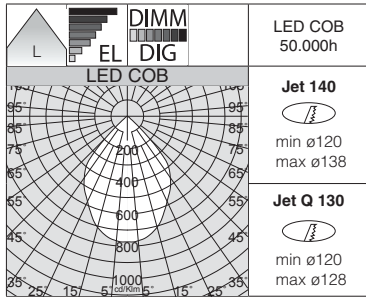 L
EL
DIMM
DIG
LED COB
50.000h
LED COB
105° 105°
95° 95°
85° 85°
75° 75°
65° 65°
55° 55°
45° 45°
35° 35°
25° 15° 5° 5° 15° 25°
200
400
600
800
1000
cd/Klm
Jet 140
min ø120
max ø138
Jet Q 130
min ø120
max ø128